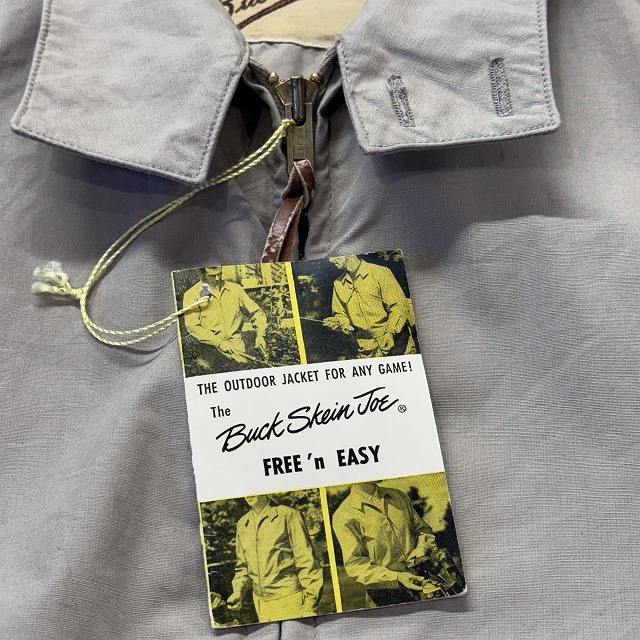 THE OUTDOOR JACKET FOR ANY GAME!
The
Buck Skein Joe®
FREE 'n EASY